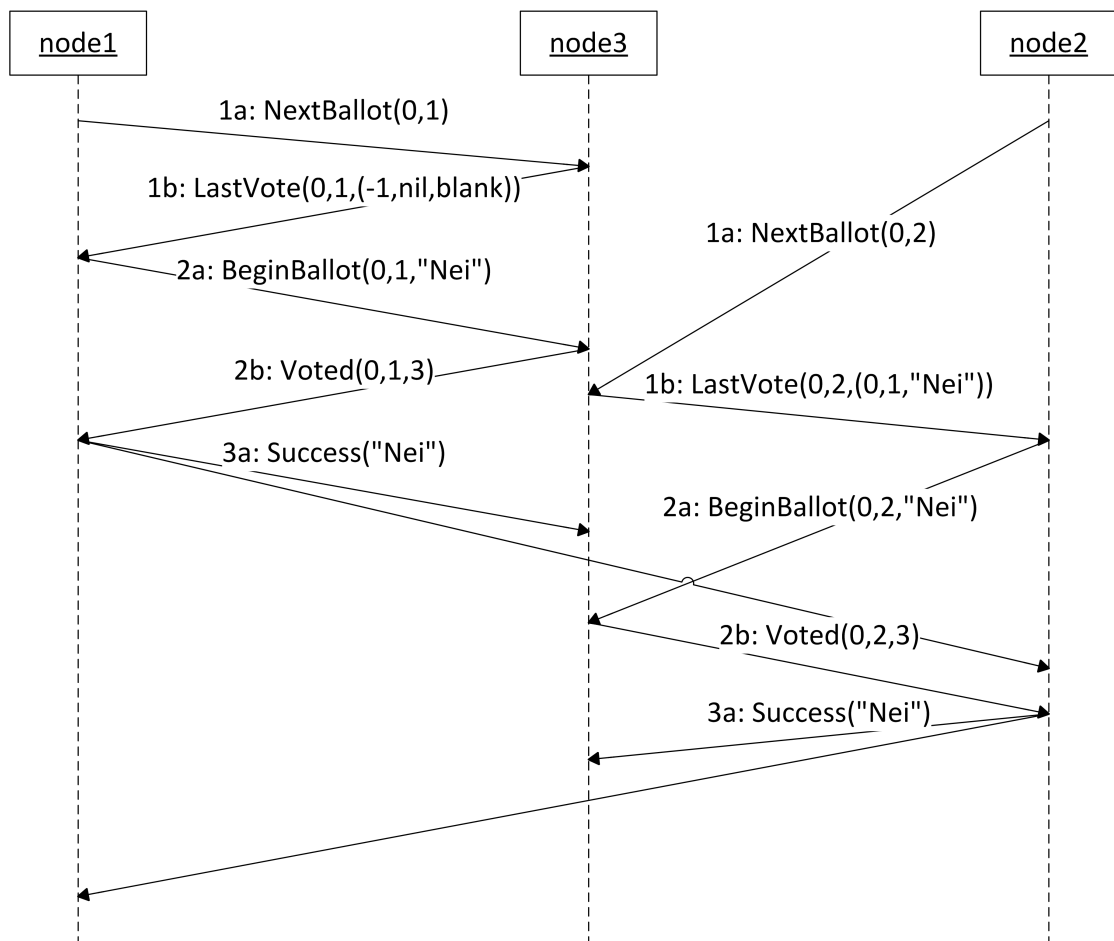 node1
node3
node2
1a: NextBallot(0,1)
1b: LastVote(0,1,(-1,nil,blank))
1a: NextBallot(0,2)
2a: BeginBallot(0,1,"Nei")
2b: Voted(0,1,3)
1b: LastVote(0,2,(0,1,"Nei"))
3a: Success("Nei")
2a: BeginBallot(0,2,"Nei")
2b: Voted(0,2,3)
3a: Success("Nei")